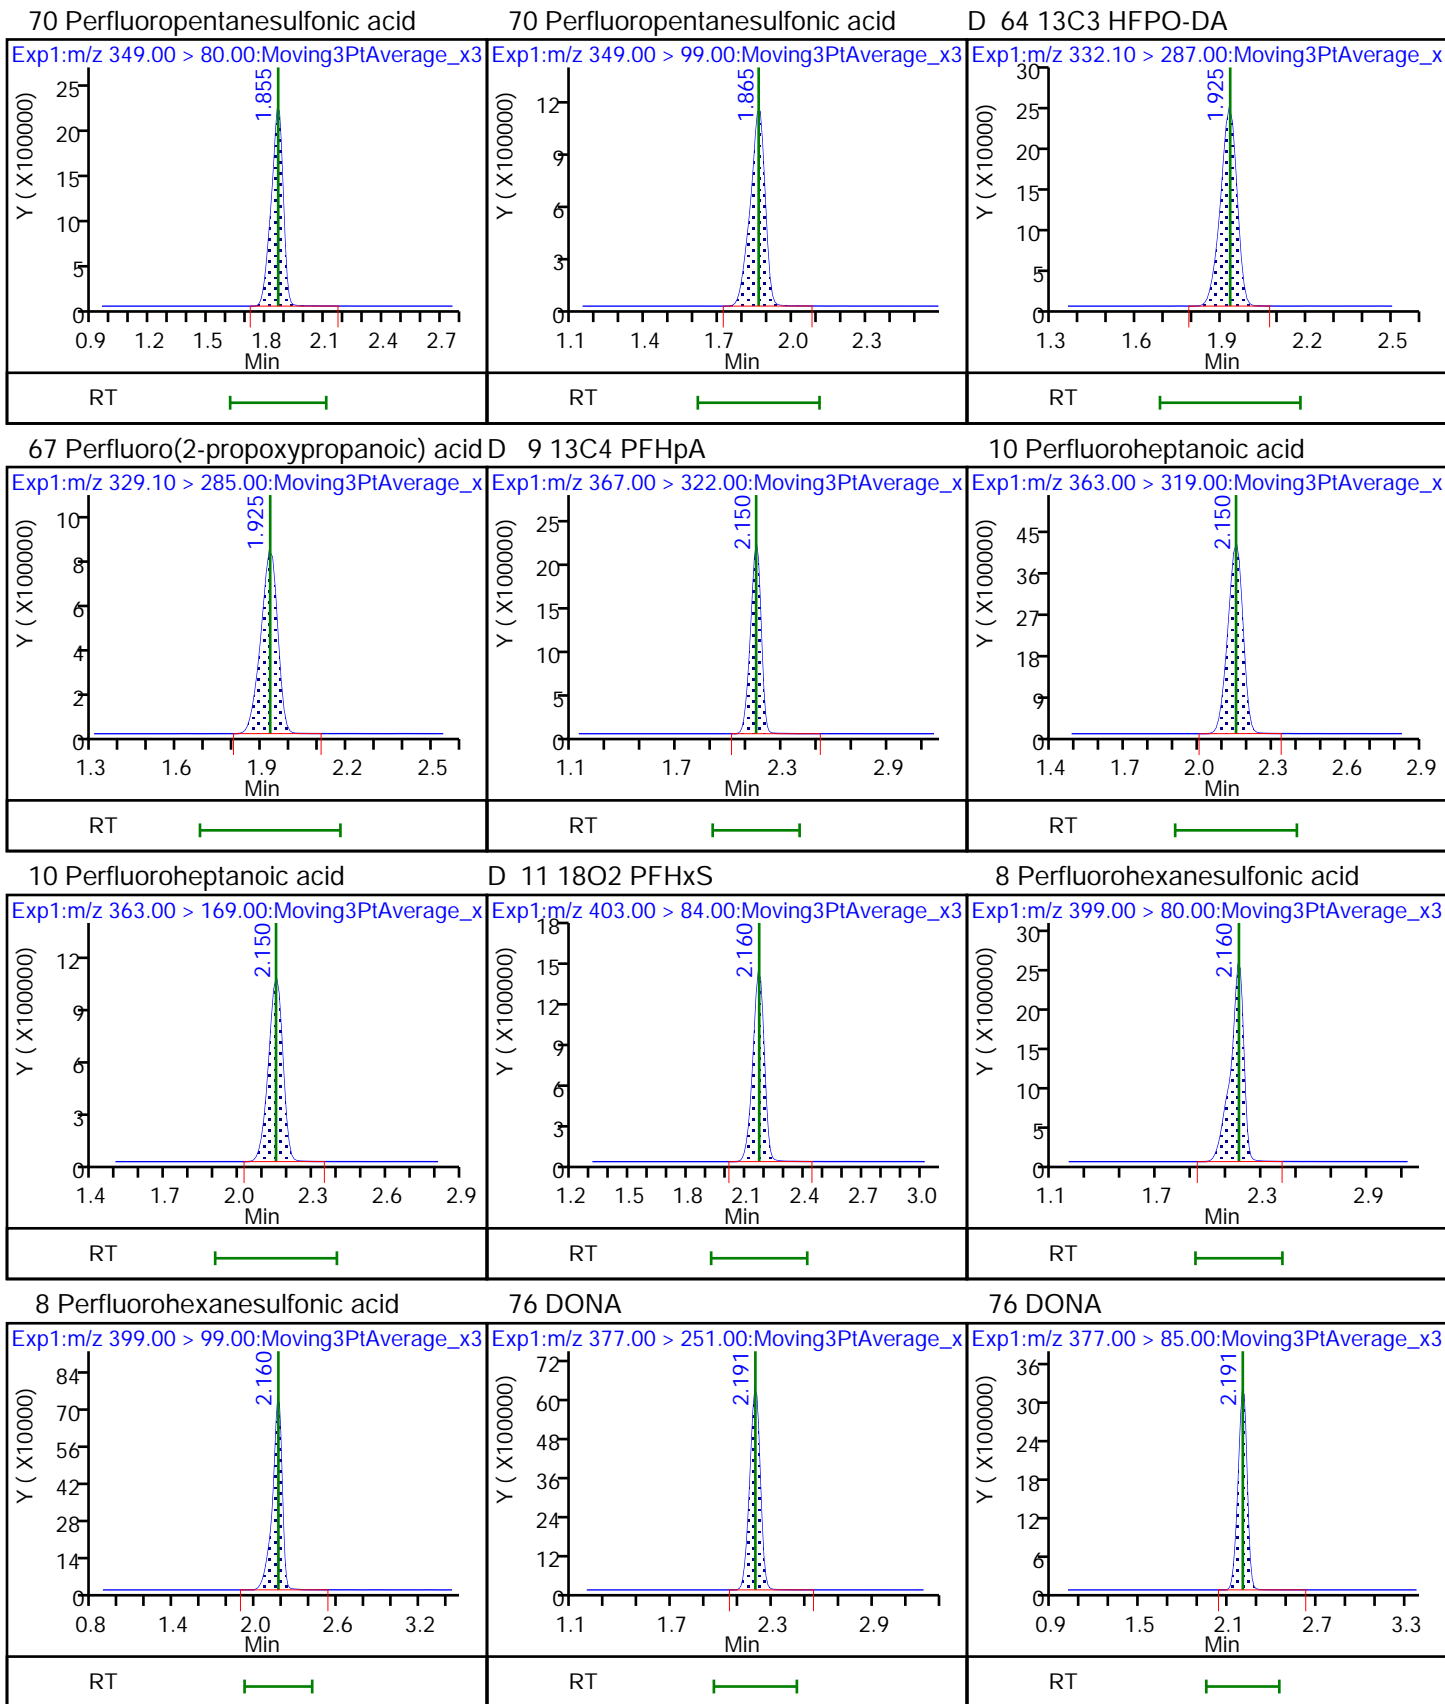 70 Perfluoropentanesulfonic acid
Exp1:m/z 349.00 > 80.00:Moving3PtAverage_x3
1.855
Y ( X100000)
25
20
15
10
5
0
0.9 1.2 1.5 1.8 2.1 2.4 2.7
Min
RT
70 Perfluoropentanesulfonic acid
Exp1:m/z 349.00 > 99.00:Moving3PtAverage_x3
1.865
Y ( X100000)
12
9
6
3
0
1.1 1.4 1.7 2.0 2.3
Min
RT
D 64 13C3 HFPO-DA
Exp1:m/z 332.10 > 287.00:Moving3PtAverage_x
1.925
Y ( X100000)
30
25
20
15
10
5
0
1.3 1.6 1.9 2.2 2.5
Min
RT
67 Perfluoro(2-propoxypropanoic) acid
Exp1:m/z 329.10 > 285.00:Moving3PtAverage_x
1.925
Y ( X100000)
10
8
6
4
2
0
1.3 1.6 1.9 2.2 2.5
Min
RT
D 9 13C4 PFHpA
Exp1:m/z 367.00 > 322.00:Moving3PtAverage_x
2.150
Y ( X100000)
25
20
15
10
5
0
1.1 1.7 2.3 2.9
Min
RT
10 Perfluoroheptanoic acid
Exp1:m/z 363.00 > 319.00:Moving3PtAverage_x
2.150
Y ( X100000)
45
36
27
18
9
0
1.4 1.7 2.0 2.3 2.6 2.9
Min
RT
10 Perfluoroheptanoic acid
Exp1:m/z 363.00 > 169.00:Moving3PtAverage_x
2.150
Y ( X100000)
12
9
6
3
0
1.4 1.7 2.0 2.3 2.6 2.9
Min
RT
D 11 18O2 PFHxS
Exp1:m/z 403.00 > 84.00:Moving3PtAverage_x3
2.160
Y ( X100000)
18
15
12
9
6
3
0
1.2 1.5 1.8 2.1 2.4 2.7 3.0
Min
RT
8 Perfluorohexanesulfonic acid
Exp1:m/z 399.00 > 80.00:Moving3PtAverage_x3
2.160
Y ( X100000)
30
25
20
15
10
5
0
1.1 1.7 2.3 2.9
Min
RT
8 Perfluorohexanesulfonic acid
Exp1:m/z 399.00 > 99.00:Moving3PtAverage_x3
2.160
Y ( X100000)
84
70
56
42
28
14
0
0.8 1.4 2.0 2.6 3.2
Min
RT
76 DONA
Exp1:m/z 377.00 > 251.00:Moving3PtAverage_x
2.191
Y ( X100000)
72
60
48
36
24
12
0
1.1 1.7 2.3 2.9
Min
RT
76 DONA
Exp1:m/z 377.00 > 85.00:Moving3PtAverage_x3
2.191
Y ( X100000)
36
30
24
18
12
6
0
0.9 1.5 2.1 2.7 3.3
Min
RT